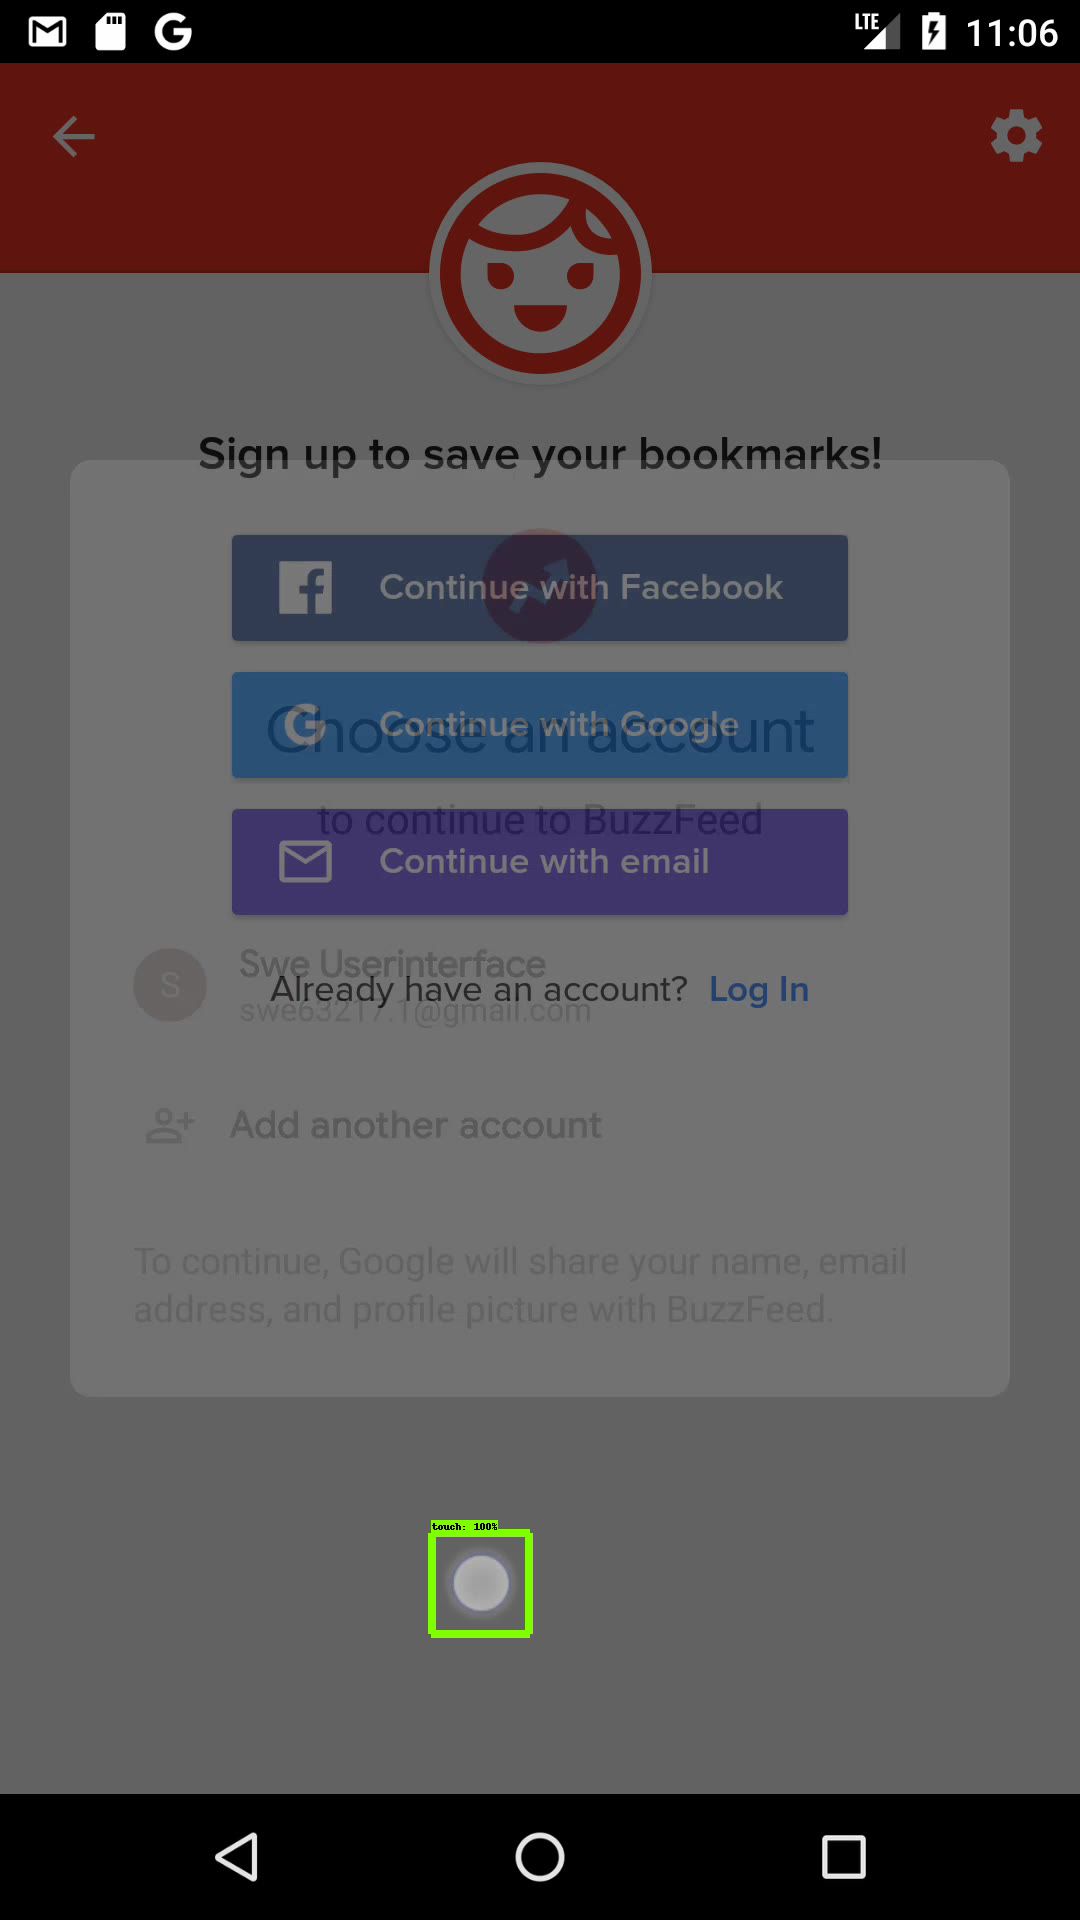 LTE 11:06
Sign up to save your bookmarks!
Continue with Facebook
Continue with Google
Choose an account
to continue to BuzzFeed
Continue with email
Swe Userinterface
S
Already have an account? Log In
swe63217.1@gmail.com
Add another account
To continue, Google will share your name, email
address, and profile picture with BuzzFeed.
touch: 100%